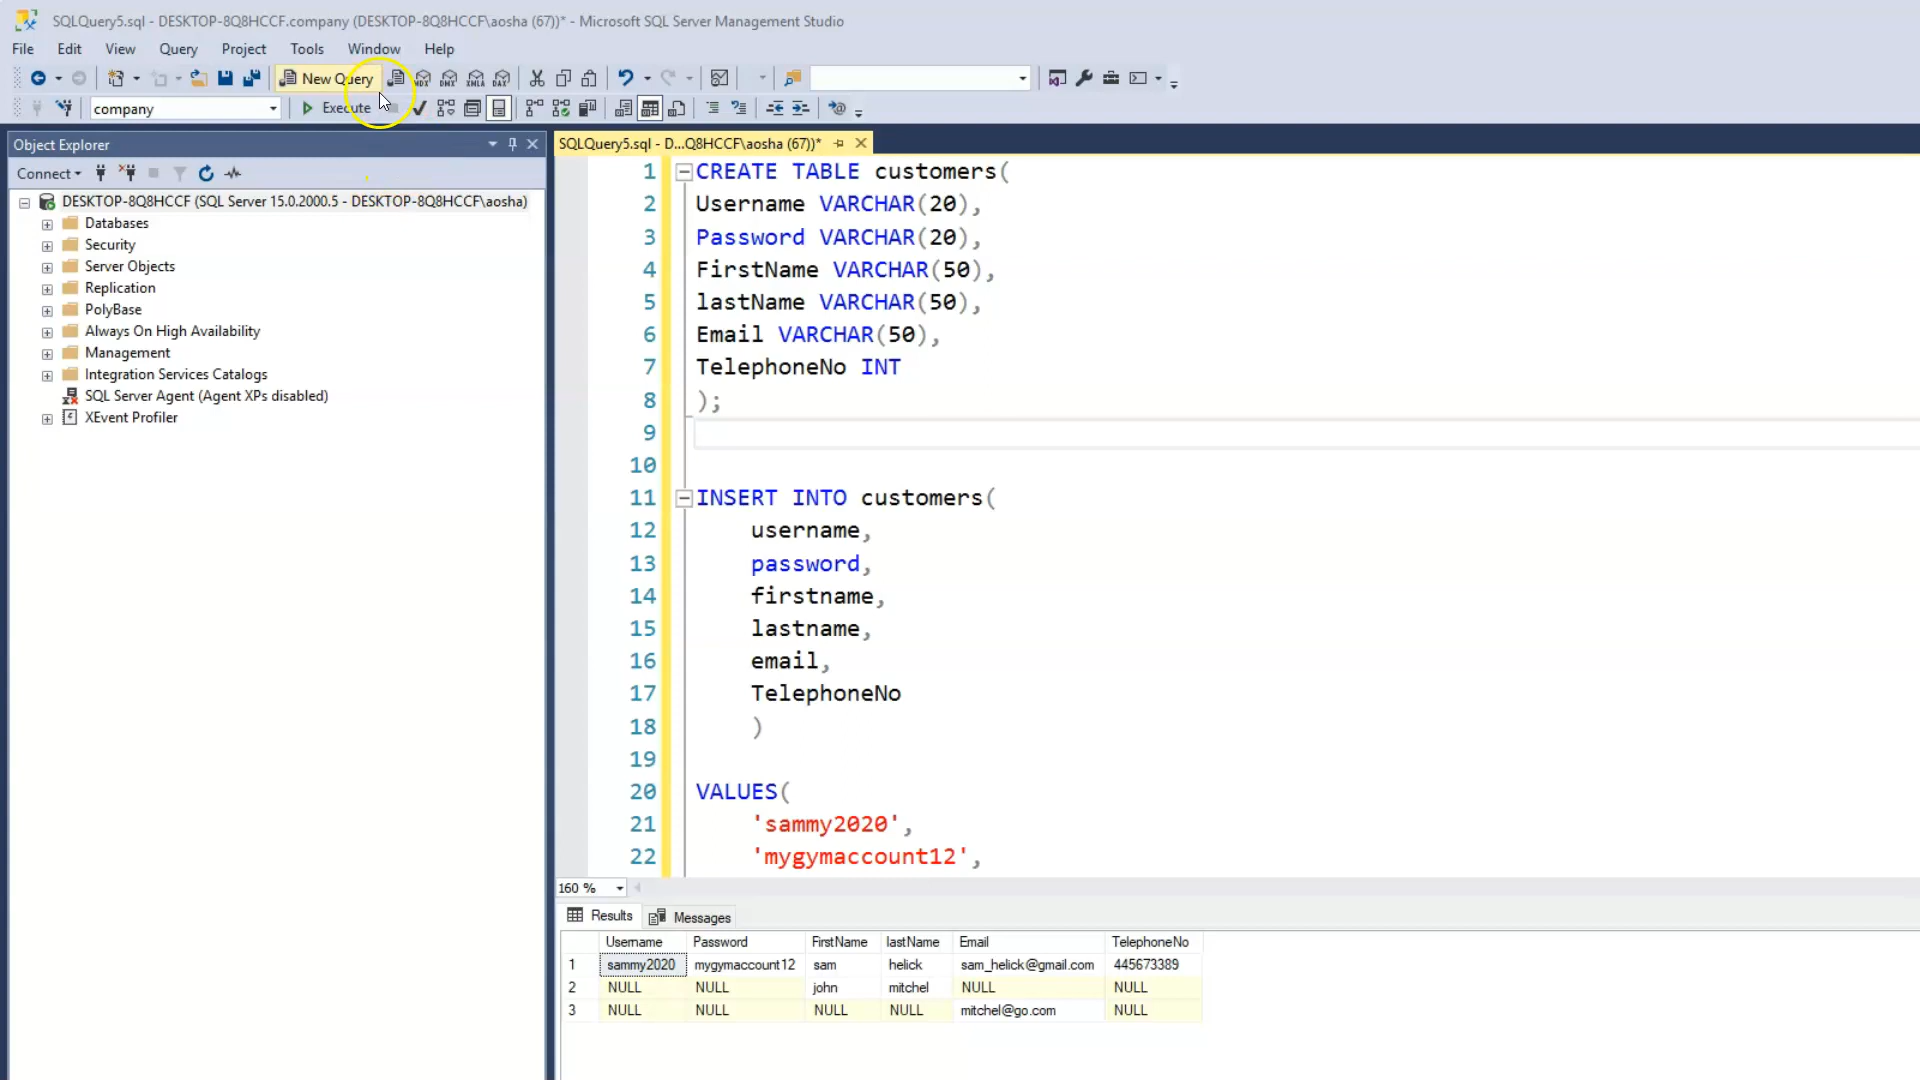 SQLQuery5.sql - DESKTOP-8Q8HCCF.company (DESKTOP-8Q8HCCF\aosha (67))* - Microsoft SQL Server Management Studio
File Edit View Query Project Tools Window Help
New Query MDX DMX XMLA DAX
company Execute
Object Explorer
SQLQuery5.sql - D...Q8HCCF\aosha (67))*
Connect
DESKTOP-8Q8HCCF (SQL Server 15.0.2000.5 - DESKTOP-8Q8HCCF\aosha)
Databases
Security
Server Objects
Replication
PolyBase
Always On High Availability
Management
Integration Services Catalogs
SQL Server Agent (Agent XPs disabled)
XEvent Profiler
1 CREATE TABLE customers(
2 Username VARCHAR(20),
3 Password VARCHAR(20),
4 FirstName VARCHAR(50),
5 lastName VARCHAR(50),
6 Email VARCHAR(50),
7 TelephoneNo INT
8 );
9
10
11 INSERT INTO customers(
12 username,
13 password,
14 firstname,
15 lastname,
16 email,
17 TelephoneNo
18 )
19
20 VALUES(
21 'sammy2020',
22 'mygymaccount12',
160 %
Results Messages
Username Password FirstName lastName Email TelephoneNo
1 sammy2020 mygymaccount12 sam helick sam_helick@gmail.com 445673389
2 NULL NULL john mitchel NULL NULL
3 NULL NULL NULL NULL mitchel@go.com NULL